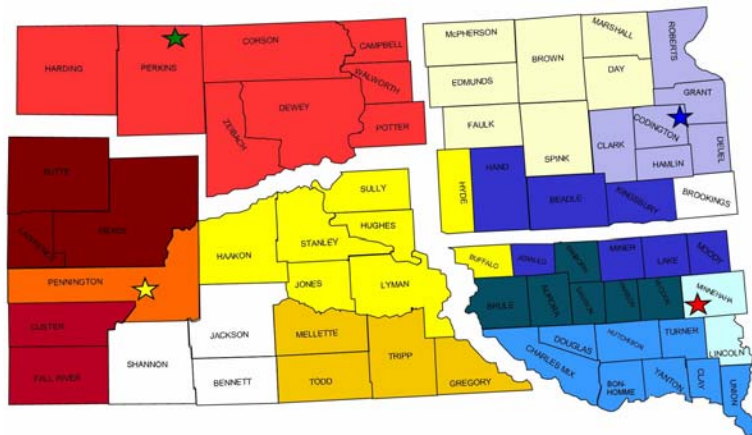 HARDING
PERKINS
CORSON
CAMPBELL
WALWORTH
DEWEY
ZIEBACH
POTTER
McPHERSON
BROWN
MARSHALL
ROBERTS
EDMUNDS
DAY
GRANT
FAULK
SPINK
CLARK
CODINGTON
DEUEL
HAMLIN
HYDE
HAND
BEADLE
KINGSBURY
BROOKINGS
BUTTE
MEADE
LAWRENCE
SULLY
HUGHES
STANLEY
HAAKON
PENNINGTON
JONES
LYMAN
CUSTER
FALL RIVER
SHANNON
JACKSON
BENNETT
MELLETTE
TODD
TRIPP
GREGORY
BUFFALO
MINER
LAKE
MOODY
BRULE
AURORA
MINNEHAHA
DOUGLAS
HUTCHISON
TURNER
LINCOLN
CHARLES MIX
BON-
HOMME
YANTON
CLAY
UNION